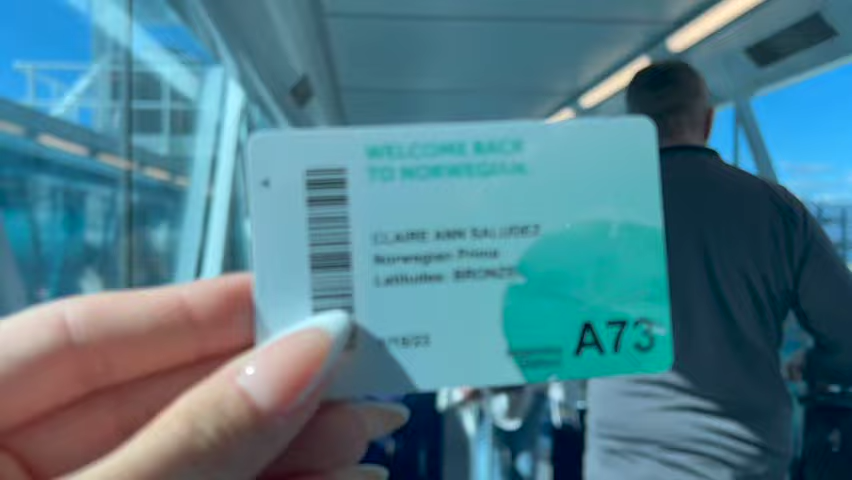 WELCOME BACK
TO NORWEGIAN.
CLAIRE ANN SALUDEZ
Norwegian Prima
Latitudes: BRONZE
A73